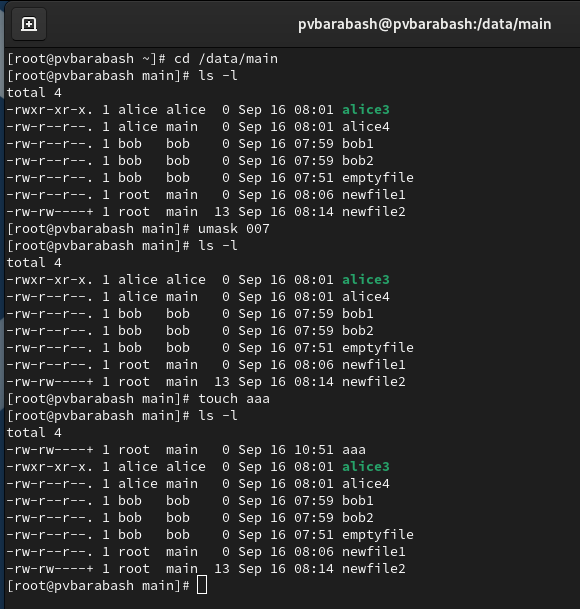 pvbarabash@pvbarabash:/data/main
[root@pvbarabash ~]# cd /data/main
[root@pvbarabash main]# ls -l
total 4
-rwxr-xr-x. 1 alice alice  0 Sep 16 08:01 alice3
-rw-r--r--. 1 alice main   0 Sep 16 08:01 alice4
-rw-r--r--. 1 bob   bob    0 Sep 16 07:59 bob1
-rw-r--r--. 1 bob   bob    0 Sep 16 07:59 bob2
-rw-r--r--. 1 bob   bob    0 Sep 16 07:51 emptyfile
-rw-r--r--. 1 root  main   0 Sep 16 08:06 newfile1
-rw-rw----+ 1 root  main  13 Sep 16 08:14 newfile2
[root@pvbarabash main]# umask 007
[root@pvbarabash main]# ls -l
total 4
-rwxr-xr-x. 1 alice alice  0 Sep 16 08:01 alice3
-rw-r--r--. 1 alice main   0 Sep 16 08:01 alice4
-rw-r--r--. 1 bob   bob    0 Sep 16 07:59 bob1
-rw-r--r--. 1 bob   bob    0 Sep 16 07:59 bob2
-rw-r--r--. 1 bob   bob    0 Sep 16 07:51 emptyfile
-rw-r--r--. 1 root  main   0 Sep 16 08:06 newfile1
-rw-rw----+ 1 root  main  13 Sep 16 08:14 newfile2
[root@pvbarabash main]# touch aaa
[root@pvbarabash main]# ls -l
total 4
-rw-rw----+ 1 root  main   0 Sep 16 10:51 aaa
-rwxr-xr-x. 1 alice alice  0 Sep 16 08:01 alice3
-rw-r--r--. 1 alice main   0 Sep 16 08:01 alice4
-rw-r--r--. 1 bob   bob    0 Sep 16 07:59 bob1
-rw-r--r--. 1 bob   bob    0 Sep 16 07:59 bob2
-rw-r--r--. 1 bob   bob    0 Sep 16 07:51 emptyfile
-rw-r--r--. 1 root  main   0 Sep 16 08:06 newfile1
-rw-rw----+ 1 root  main  13 Sep 16 08:14 newfile2
[root@pvbarabash main]#